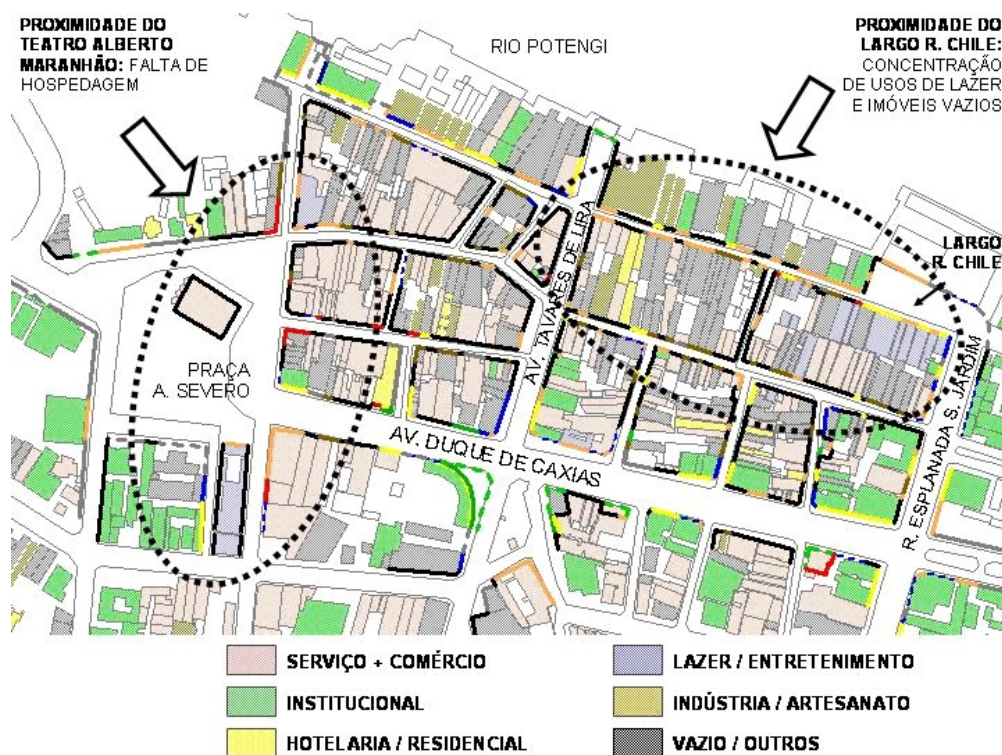 PROXIMIDADE DO
TEATRO ALBERTO
MARANHÃO: FALTA DE
HOSPEDAGEM
RIO POTENGI
PROXIMIDADE DO
LARGO R. CHILE:
CONCENTRAÇÃO
DE USOS DE LAZER
E IMÓVEIS VAZIOS
LARGO
R. CHILE
AV. TAVARES DE LIRA
PRAÇA
A. SEVERO
AV. DUQUE DE CAXIAS
R. ESPLANADA S. JARDIM
SERVIÇO + COMÉRCIO
LAZER / ENTRETENIMENTO
INSTITUCIONAL
INDÚSTRIA / ARTESANATO
HOTELARIA / RESIDENCIAL
VAZIO / OUTROS